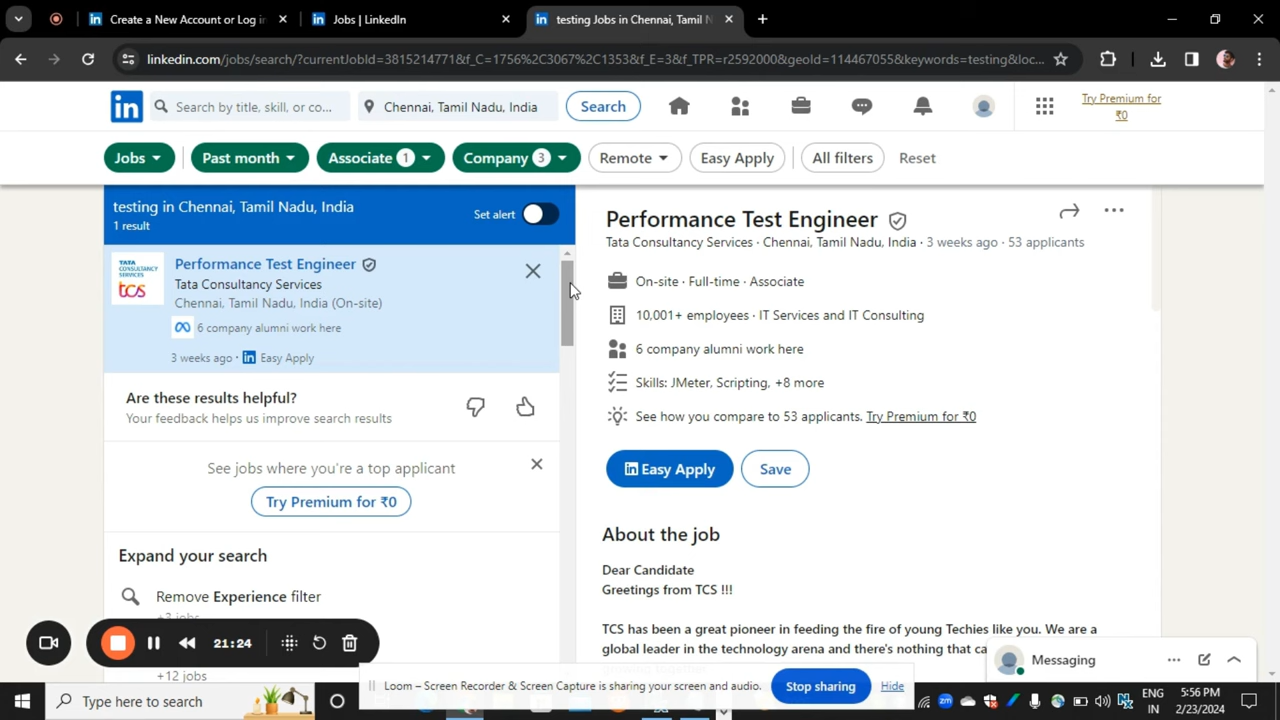 Create a New Account or Log in
Jobs | LinkedIn
testing Jobs in Chennai, Tamil N
linkedin.com/jobs/search/?currentJobId=3815214771&f_C=1756%2C3067%2C1353&f_E=3&f_TPR=r2592000&geoId=114467055&keywords=testing&loc...
in
Search by title, skill, or co...
Chennai, Tamil Nadu, India
Search
Try Premium for
₹0
Jobs
Past month
Associate 1
Company 3
Remote
Easy Apply
All filters
Reset
testing in Chennai, Tamil Nadu, India
1 result
Set alert
TATA
CONSULTANCY
SERVICES
tcs
Performance Test Engineer
Tata Consultancy Services
Chennai, Tamil Nadu, India (On-site)
6 company alumni work here
3 weeks ago · in Easy Apply
Are these results helpful?
Your feedback helps us improve search results
See jobs where you're a top applicant
Try Premium for ₹0
Expand your search
Remove Experience filter
+3 jobs
+12 jobs
Performance Test Engineer
Tata Consultancy Services · Chennai, Tamil Nadu, India · 3 weeks ago · 53 applicants
On-site · Full-time · Associate
10,001+ employees · IT Services and IT Consulting
6 company alumni work here
Skills: JMeter, Scripting, +8 more
See how you compare to 53 applicants. Try Premium for ₹0
in Easy Apply
Save
About the job
Dear Candidate
Greetings from TCS !!!
TCS has been a great pioneer in feeding the fire of young Techies like you. We are a
global leader in the technology arena and there's nothing that ca
Messaging
21:24
Loom – Screen Recorder & Screen Capture is sharing your screen and audio.
Stop sharing
Hide
Type here to search
ENG
IN
5:56 PM
2/23/2024